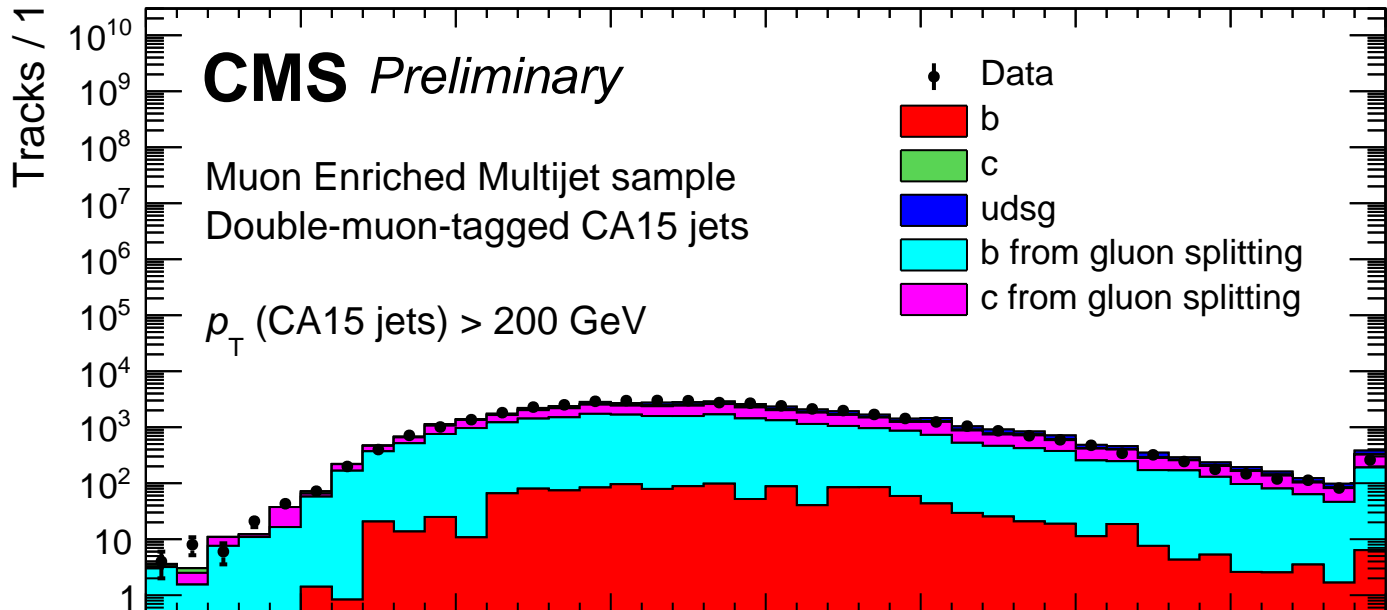 Tracks / 1
10^10
10^9
10^8
10^7
10^6
10^5
10^4
10^3
10^2
10
1
CMS Preliminary
Muon Enriched Multijet sample
Double-muon-tagged CA15 jets
p_T (CA15 jets) > 200 GeV
Data
b
c
udsg
b from gluon splitting
c from gluon splitting